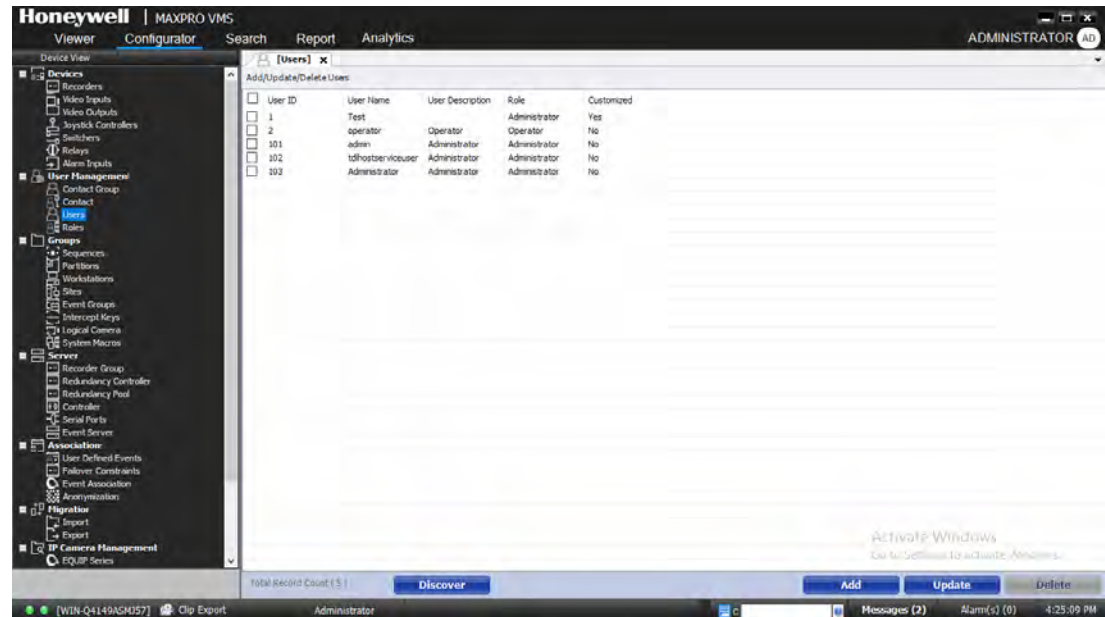 Honeywell | MAXPRO VMS
Viewer Configurator Search Report Analytics ADMINISTRATOR AD
Device View
[Users] x
Add/Update/Delete Users
Devices
Recorders
Video Inputs
Video Outputs
Joystick Controllers
Switchers
Relays
Alarm Inputs
User Management
Contact Group
Contact
Users
Roles
Groups
Sequences
Partitions
Workstations
Sites
Event Groups
Intercept Keys
Logical Camera
System Macros
Server
Recorder Group
Redundancy Controller
Redundancy Pool
Controller
Serial Ports
Event Server
Association
User Defined Events
Failover Constraints
Event Association
Anonymization
Migration
Import
Export
IP Camera Management
EQUIP Series
User ID User Name User Description Role Customized
1 Test Administrator Yes
2 operator Operator Operator No
101 admin Administrator Administrator No
102 tdihostserviceuser Administrator Administrator No
103 Administrator Administrator Administrator No
Activate Windows
Go to Settings to activate Windows.
Total Record Count ( 5 ) Discover Add Update Delete
[WIN-Q4149ASMJ57] Clip Export Administrator C Messages (2) Alarm(s) (0) 4:25:09 PM